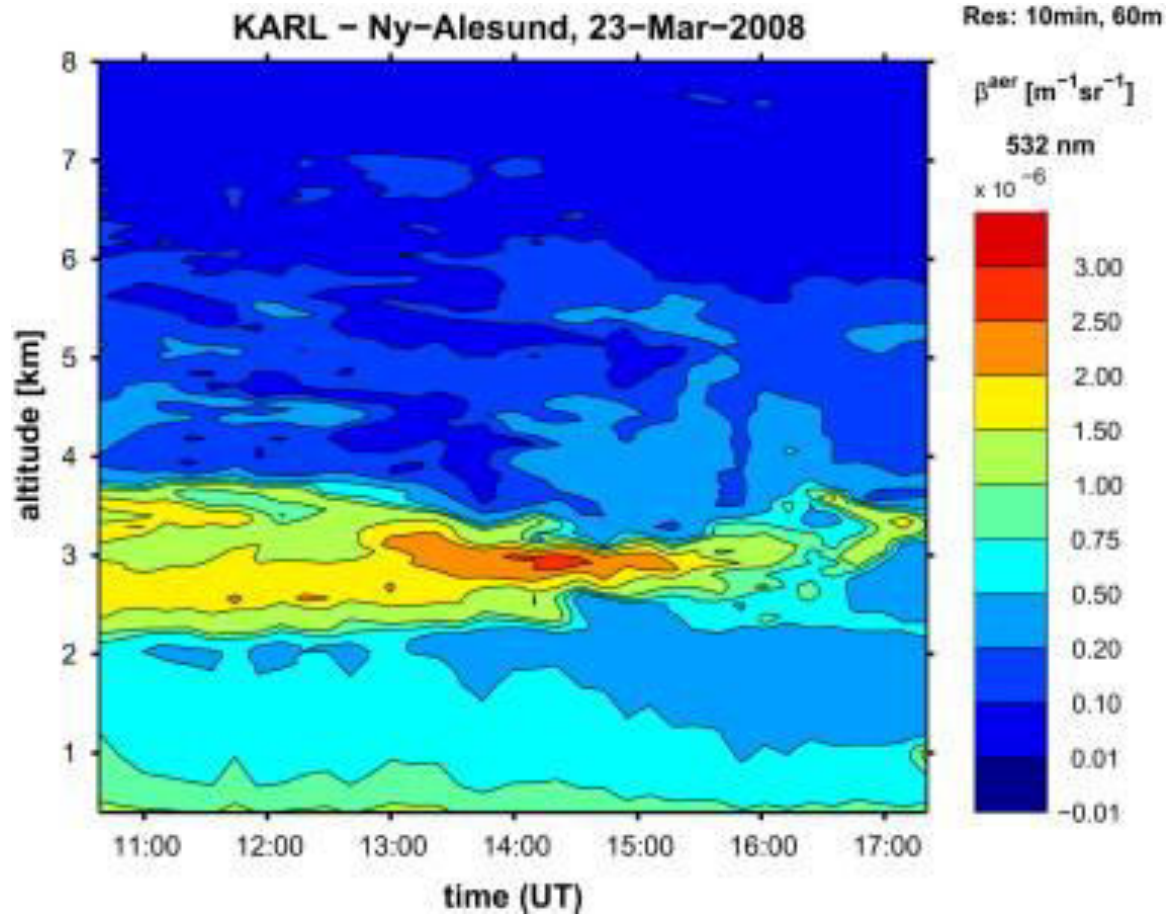 KARL − Ny−Alesund, 23−Mar−2008
Res: 10min, 60m
β^aer [m^−1 sr^−1]
532 nm
x 10^−6
3.00
2.50
2.00
1.50
1.00
0.75
0.50
0.20
0.10
0.01
−0.01
altitude [km]
8
7
6
5
4
3
2
1
11:00 12:00 13:00 14:00 15:00 16:00 17:00
time (UT)